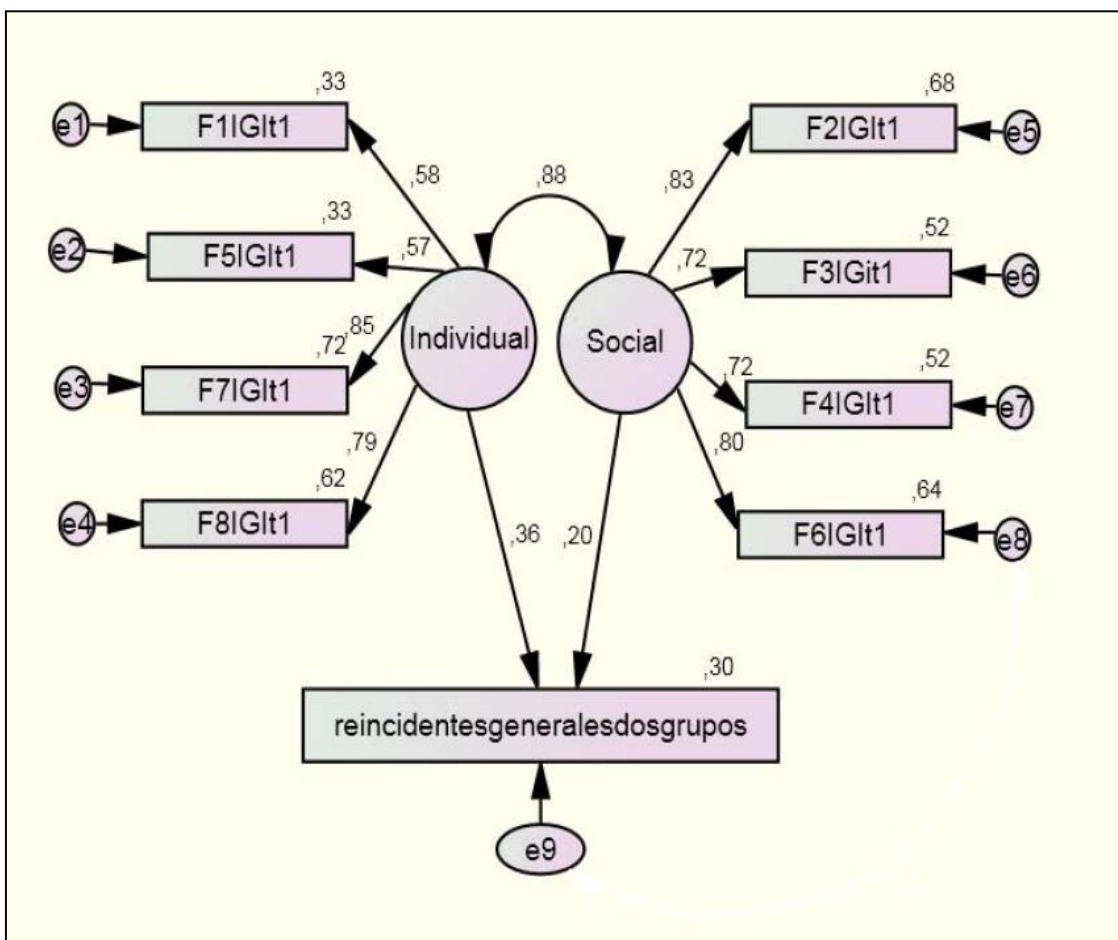 ,33
e1
F1IGIt1
,68
F2IGIt1
e5
,58
,88
,83
,33
e2
F5IGIt1
,57
,52
,72
F3IGit1
e6
Individual
Social
,85
,72
e3
F7IGIt1
,52
,72
F4IGIt1
e7
,79
,80
,62
e4
F8IGIt1
,64
F6IGIt1
e8
,36
,20
,30
reincidentesgeneralesdosgrupos
e9